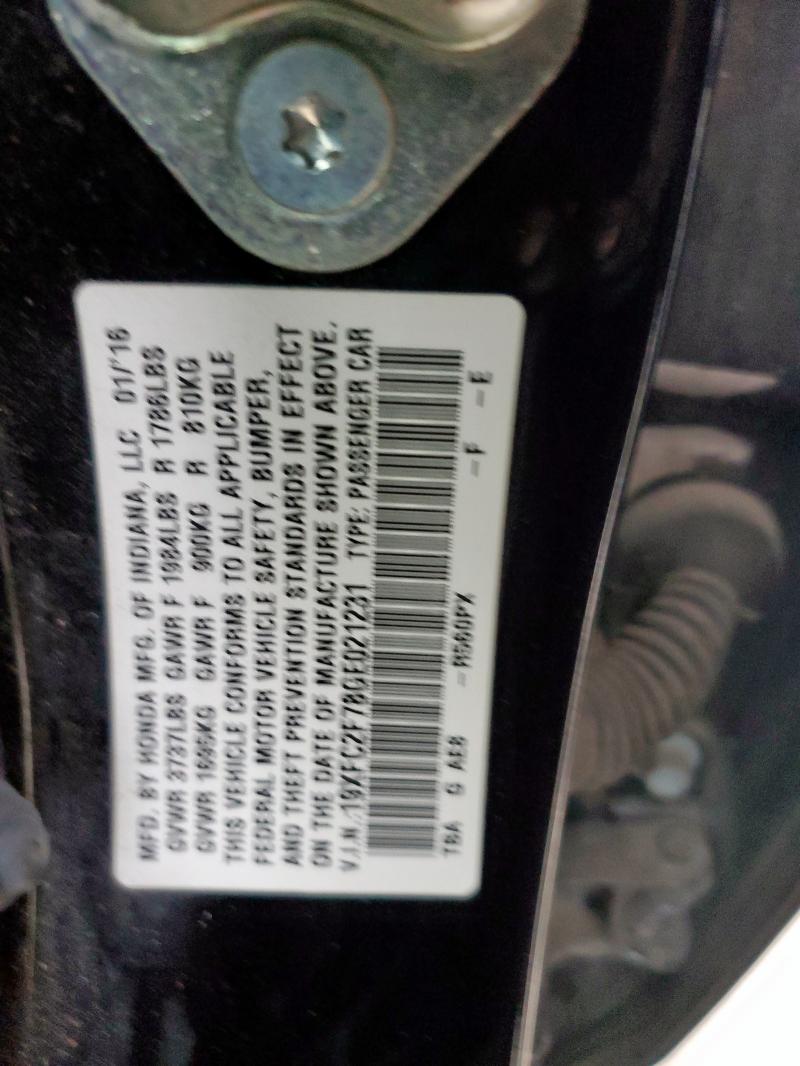 MFD. BY HONDA MFG. OF INDIANA, LLC 01/'16
GVWR 3737LBS GAWR F 1984LBS R 1786LBS
GVWR 1695KG GAWR F 900KG R 810KG
THIS VEHICLE CONFORMS TO ALL APPLICABLE
FEDERAL MOTOR VEHICLE SAFETY, BUMPER,
AND THEFT PREVENTION STANDARDS IN EFFECT
ON THE DATE OF MANUFACTURE SHOWN ABOVE.
V.I.N.: 19XFC2F78GE021231 TYPE: PASSENGER CAR
TBA G AE8 –R560PX –F –E